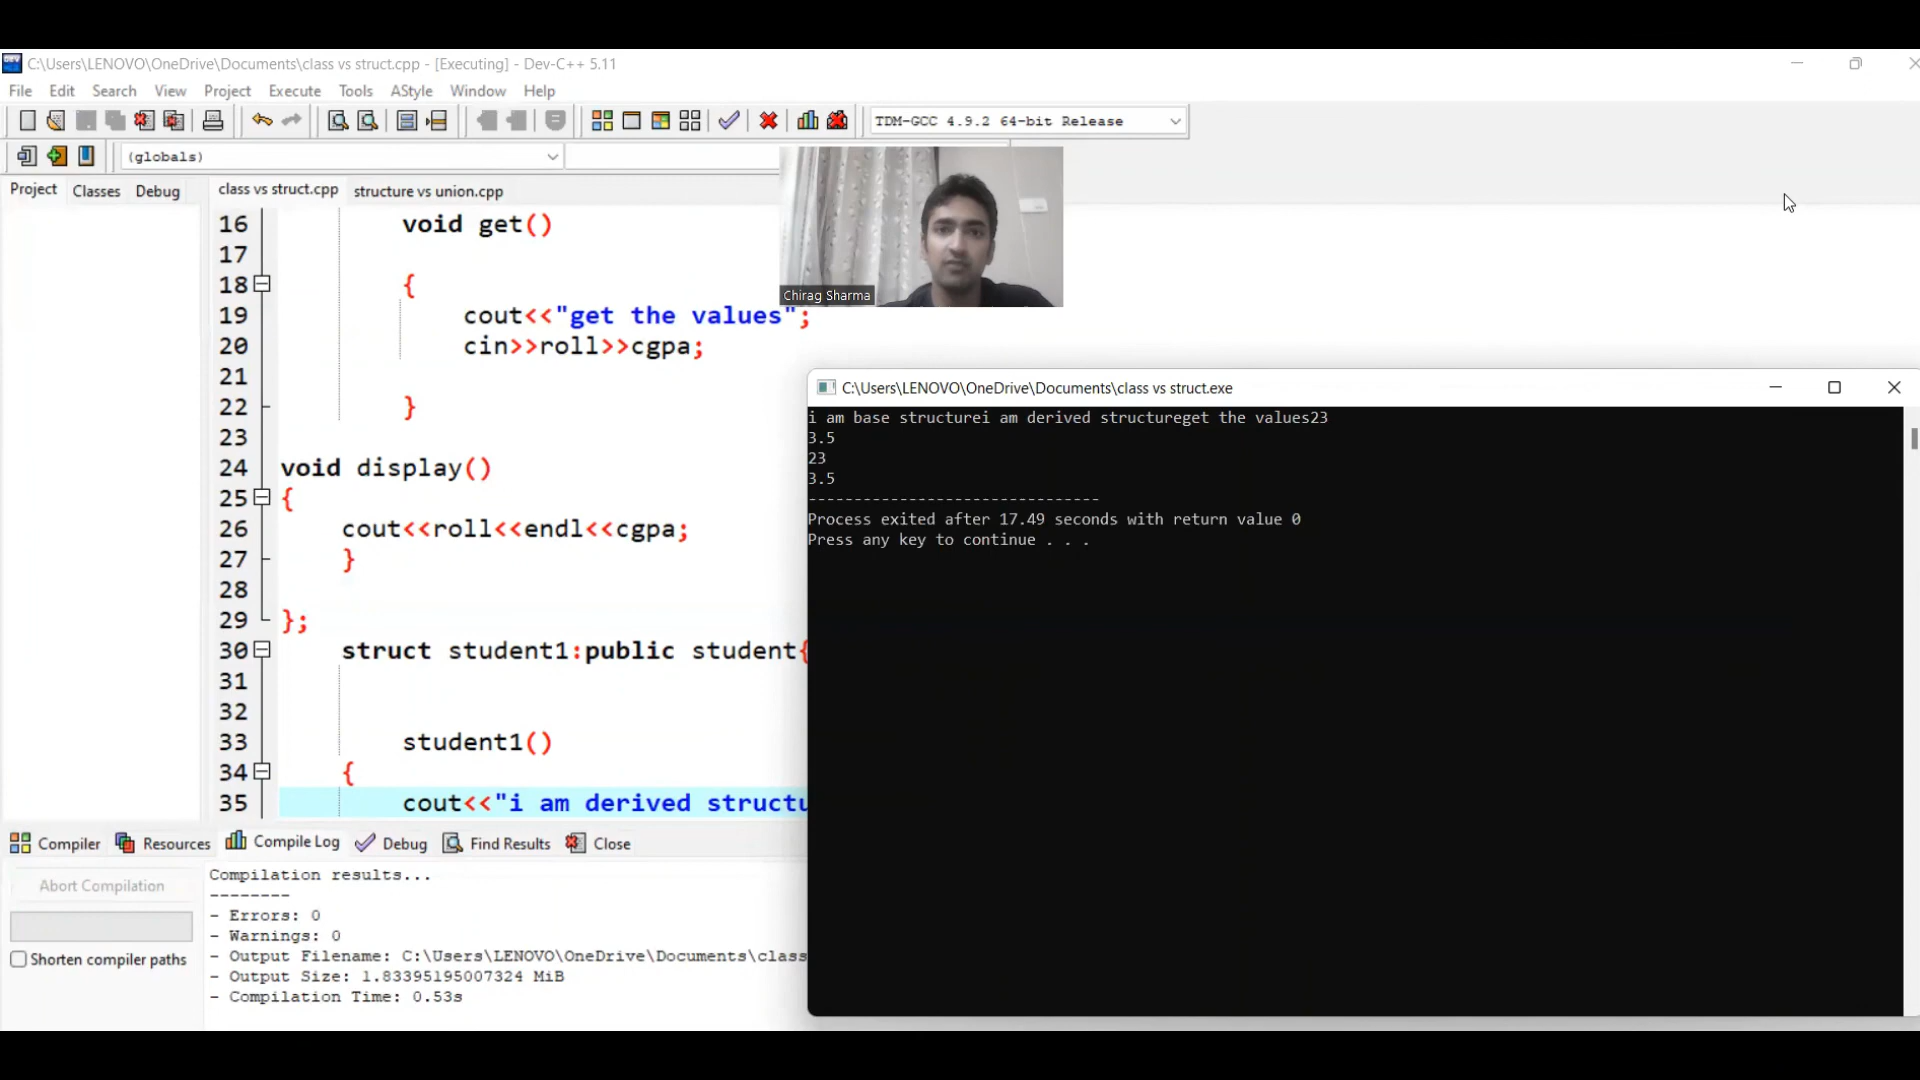 C:\Users\LENOVO\OneDrive\Documents\class vs struct.cpp - [Executing] - Dev-C++ 5.11
File Edit Search View Project Execute Tools AStyle Window Help
TDM-GCC 4.9.2 64-bit Release
(globals)
Project Classes Debug
class vs struct.cpp structure vs union.cpp
16 void get()
17
18 {
19 cout<<"get the values";
20 cin>>roll>>cgpa;
21
22 }
23
24 void display()
25 {
26 cout<<roll<<endl<<cgpa;
27 }
28
29 };
30 struct student1:public student{
31
32
33 student1()
34 {
35 cout<<"i am derived structu
Chirag Sharma
C:\Users\LENOVO\OneDrive\Documents\class vs struct.exe
i am base structurei am derived structureget the values23
3.5
23
3.5
--------------------------------
Process exited after 17.49 seconds with return value 0
Press any key to continue . . .
Compiler Resources Compile Log Debug Find Results Close
Abort Compilation
Shorten compiler paths
Compilation results...
--------
- Errors: 0
- Warnings: 0
- Output Filename: C:\Users\LENOVO\OneDrive\Documents\class
- Output Size: 1.83395195007324 MiB
- Compilation Time: 0.53s